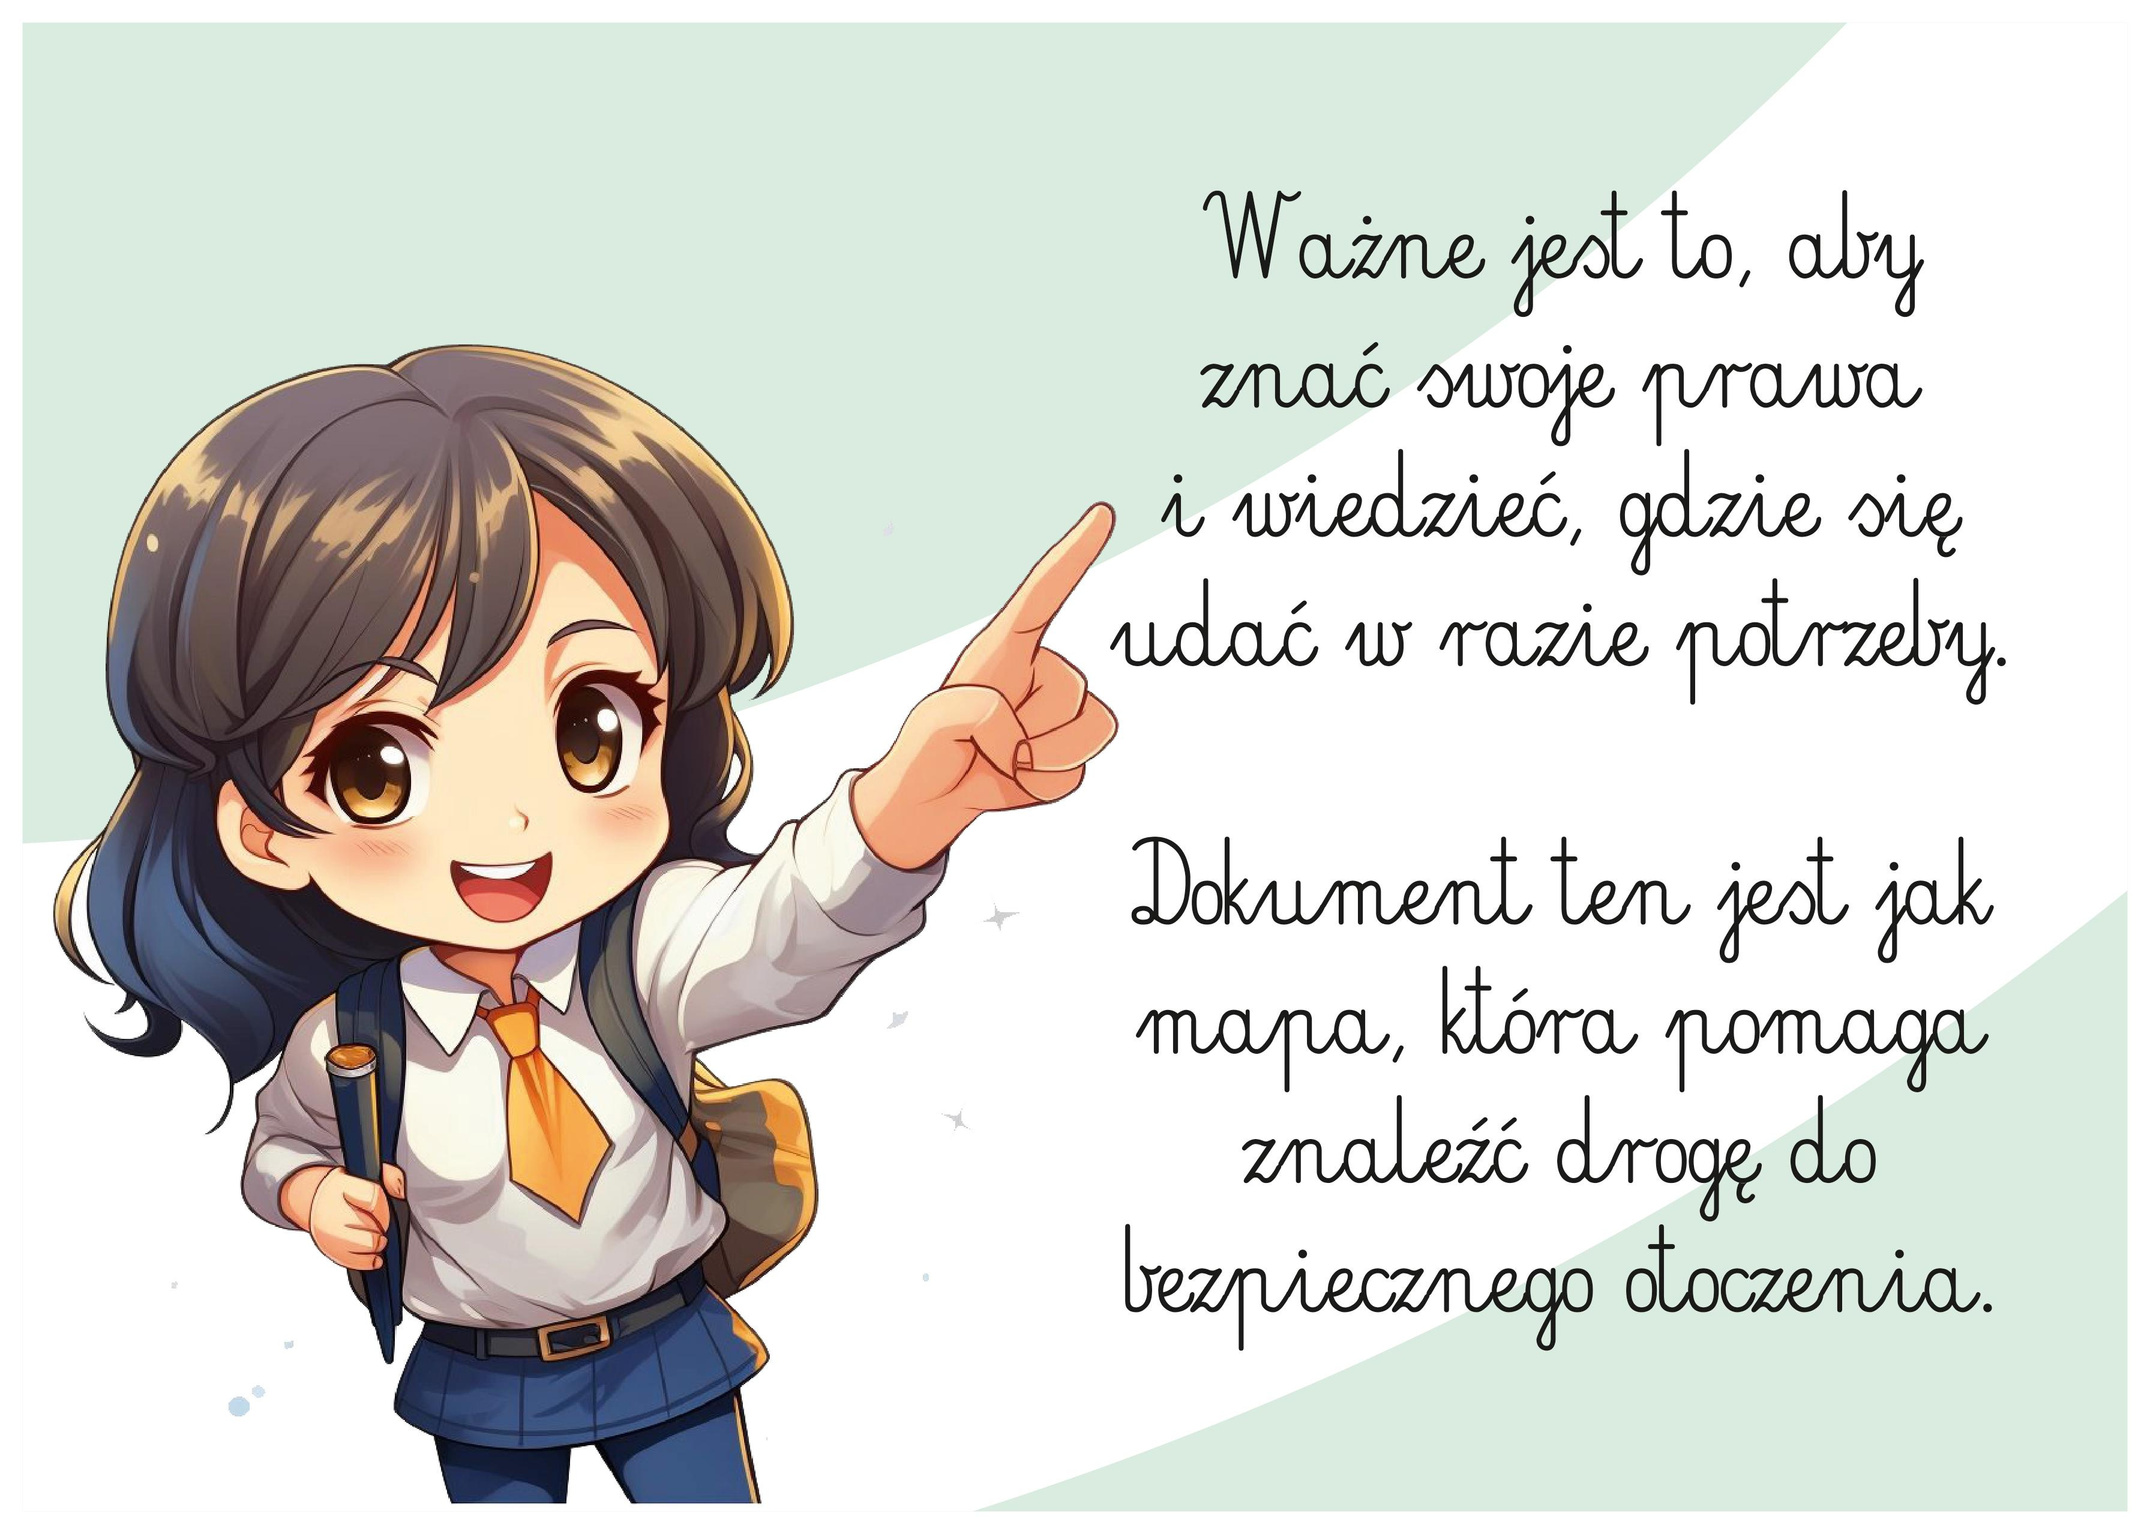 Ważne jest to, aby
znać swoje prawa
i wiedzieć, gdzie się
udać w razie potrzeby.
Dokument ten jest jak
mapa, która pomaga
znaleźć drogę do
bezpiecznego otoczenia.